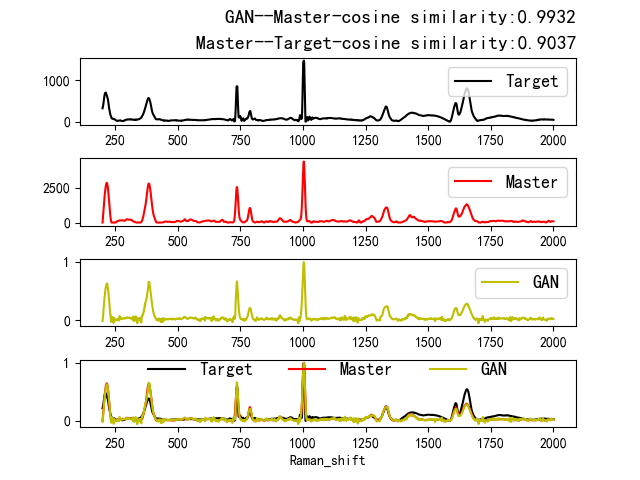 GAN--Master-cosine similarity:0.9932
Master--Target-cosine similarity:0.9037
1000
0
Target
250 500 750 1000 1250 1500 1750 2000
2500
0
Master
250 500 750 1000 1250 1500 1750 2000
1
0
GAN
250 500 750 1000 1250 1500 1750 2000
1
0
Target Master GAN
250 500 750 1000 1250 1500 1750 2000
Raman_shift